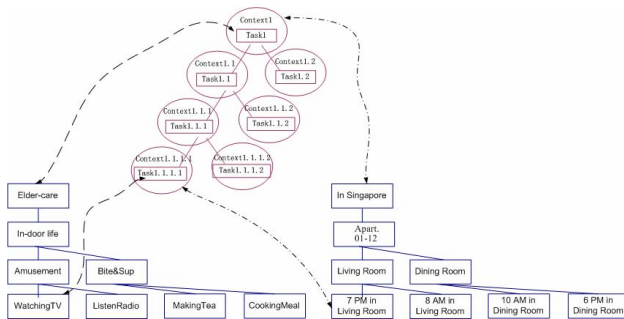 Context1
Task1
Context1.1
Task1.1
Context1.2
Task1.2
Context1.1.1
Task1.1.1
Context1.1.2
Task1.1.2
Context1.1.1.1
Task1.1.1.1
Context1.1.1.2
Task1.1.1.2
Elder-care
In-door life
Amusement
Bite&Sup
WatchingTV
ListenRadio
MakingTea
CookingMeal
In Singapore
Apart.
01-12
Living Room
Dining Room
7 PM in
Living Room
8 AM in
Living Room
10 AM in
Dining Room
6 PM in
Dining Room